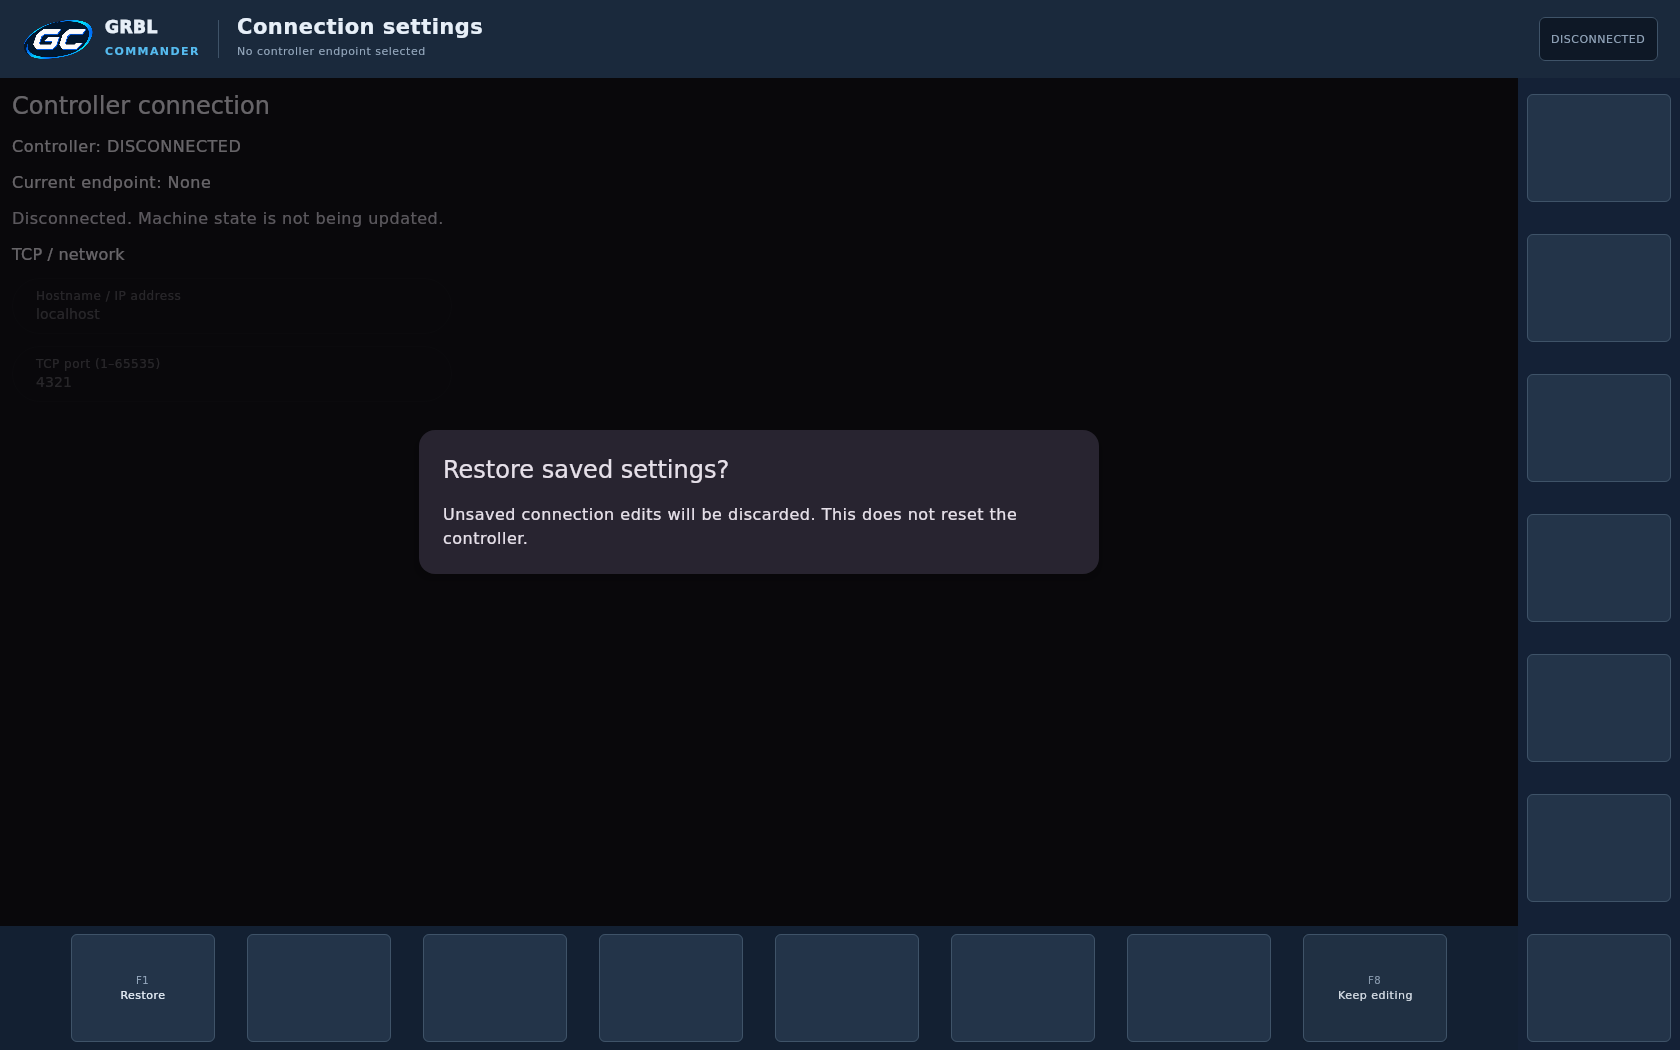 GC
GRBL
COMMANDER
Connection settings
No controller endpoint selected
DISCONNECTED
Controller connection
Controller: DISCONNECTED
Current endpoint: None
Disconnected. Machine state is not being updated.
TCP / network
Hostname / IP address
localhost
TCP port (1–65535)
4321
Restore saved settings?
Unsaved connection edits will be discarded. This does not reset the
controller.
F1
Restore
F8
Keep editing